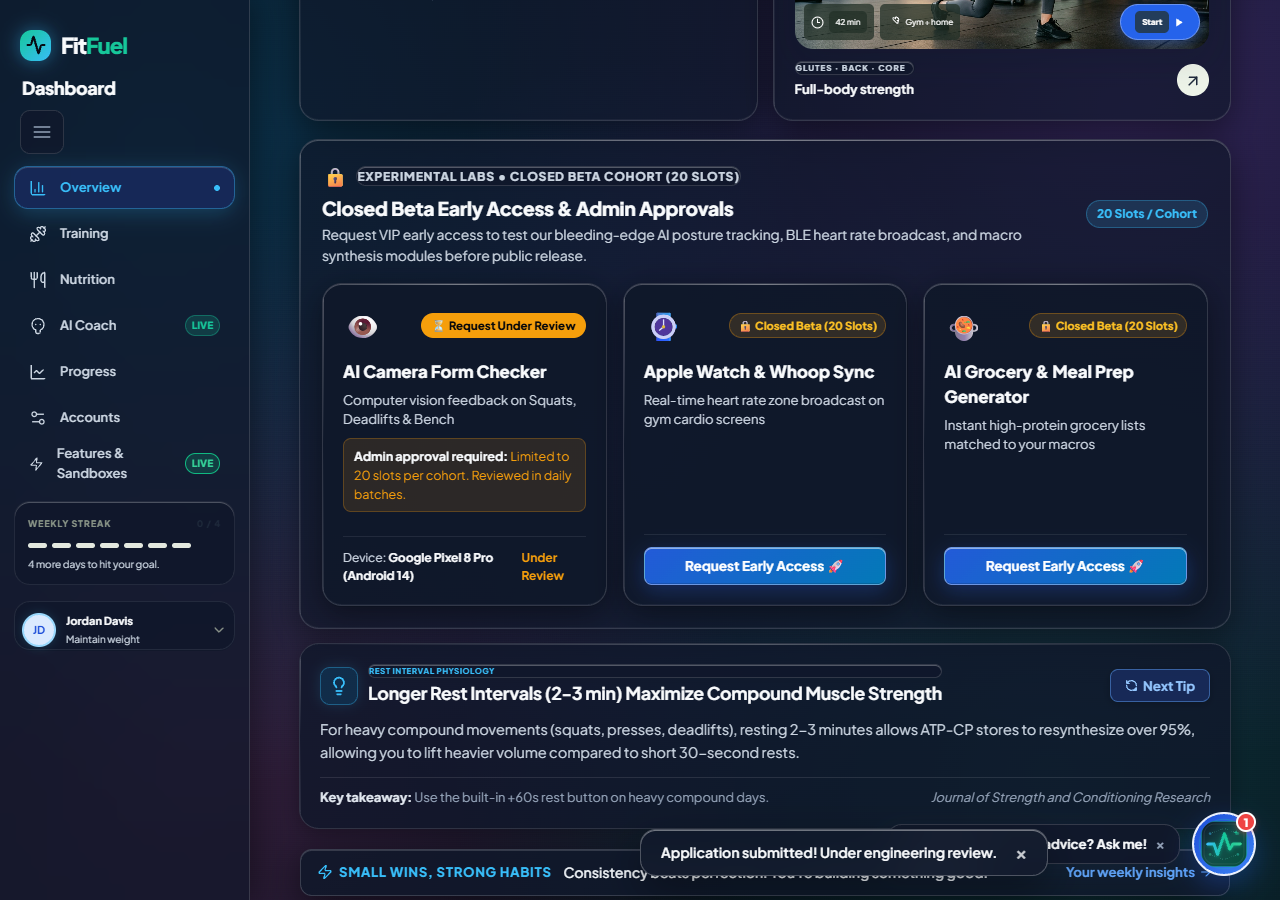 FitFuel
Dashboard
Overview
Training
Nutrition
AI Coach
LIVE
Progress
Accounts
Features &
Sandboxes
LIVE
WEEKLY STREAK
0 / 4
4 more days to hit your goal.
JD
Jordan Davis
Maintain weight
42 min
Gym + home
Start
GLUTES · BACK · CORE
Full-body strength
EXPERIMENTAL LABS ● CLOSED BETA COHORT (20 SLOTS)
Closed Beta Early Access & Admin Approvals
Request VIP early access to test our bleeding-edge AI posture tracking, BLE heart rate broadcast, and macro
synthesis modules before public release.
20 Slots / Cohort
Request Under Review
AI Camera Form Checker
Computer vision feedback on Squats,
Deadlifts & Bench
Admin approval required: Limited to
20 slots per cohort. Reviewed in daily
batches.
Device: Google Pixel 8 Pro
(Android 14)
Under
Review
Closed Beta (20 Slots)
Apple Watch & Whoop Sync
Real-time heart rate zone broadcast on
gym cardio screens
Request Early Access 🚀
Closed Beta (20 Slots)
AI Grocery & Meal Prep
Generator
Instant high-protein grocery lists
matched to your macros
Request Early Access 🚀
REST INTERVAL PHYSIOLOGY
Longer Rest Intervals (2–3 min) Maximize Compound Muscle Strength
Next Tip
For heavy compound movements (squats, presses, deadlifts), resting 2–3 minutes allows ATP-CP stores to resynthesize over 95%,
allowing you to lift heavier volume compared to short 30-second rests.
Key takeaway: Use the built-in +60s rest button on heavy compound days.
Journal of Strength and Conditioning Research
advice? Ask me! ×
1
Application submitted! Under engineering review. ×
SMALL WINS, STRONG HABITS
Consistency beats perfection. You're building something good.
Your weekly insights →